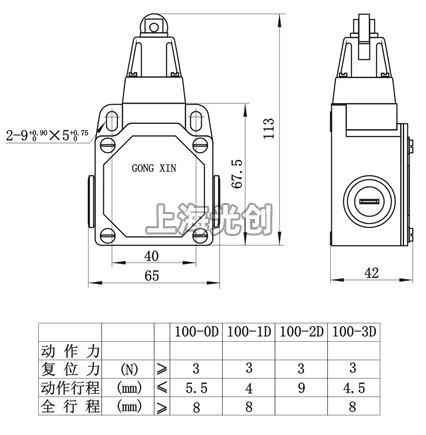 2-9+0.90 0 ×5+0.75 0
GONG XIN
上海光创
67.5
113
40
65
42
100-0D 100-1D 100-2D 100-3D
动作力
复位力 (N) ≥ 3 3 3 3
动作行程 (mm) ≤ 5.5 4 9 4.5
全行程 (mm) ≥ 8 8 8